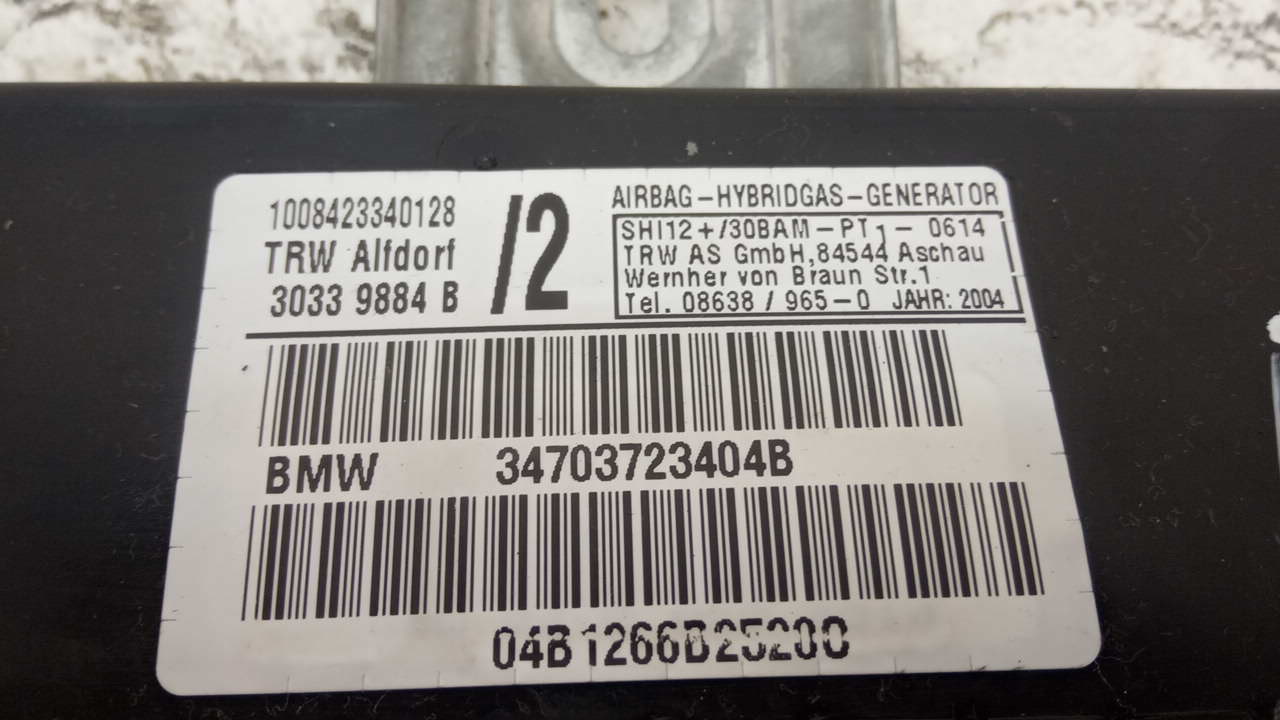 1008423340128
TRW Alfdorf
3033 9 9884 B
/2
AIRBAG-HYBRIDGAS-GENERATOR
SHI12+/30BAM-PT1-0614
TRW AS GmbH,84544 Aschau
Wernher von Braun Str.1
Tel. 08638 / 965-0 JAHR: 2004
BMW 34703723404B